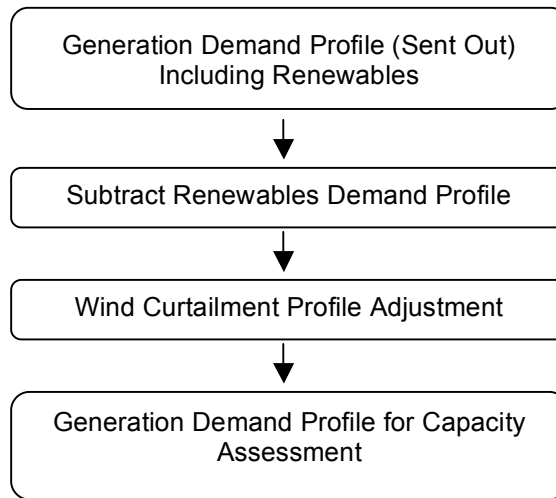 Generation Demand Profile (Sent Out)
Including Renewables
Subtract Renewables Demand Profile
Wind Curtailment Profile Adjustment
Generation Demand Profile for Capacity
Assessment